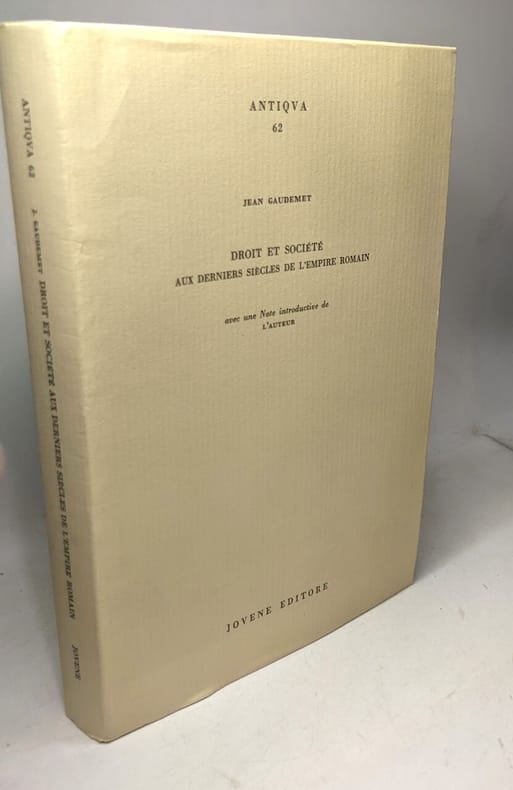 ANTIQVA
62
JEAN GAUDEMET
DROIT ET SOCIÉTÉ
AUX DERNIERS SIÈCLES DE L'EMPIRE ROMAIN
avec une Note introductive de
L'AUTEUR
JOVENE EDITORE
ANTIQVA 62
J. GAUDEMET DROIT ET SOCIÉTÉ AUX DERNIERS SIÈCLES DE L'EMPIRE ROMAIN
JOVENE